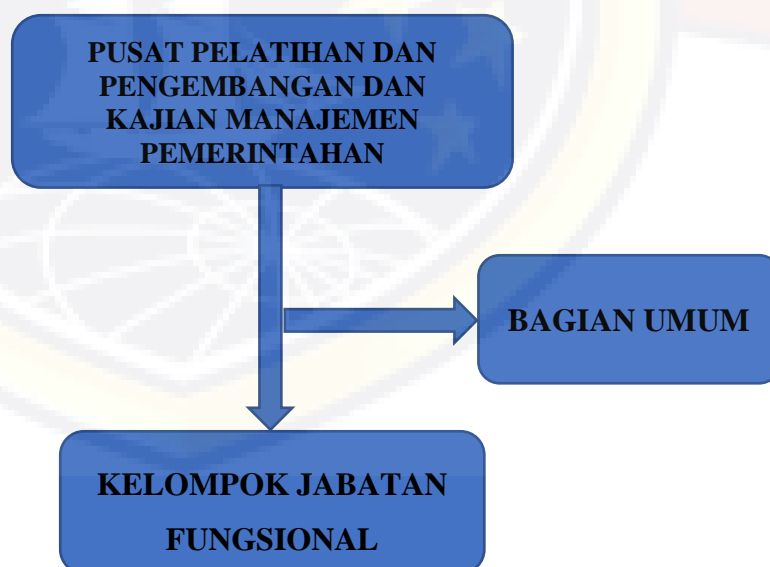 PUSAT PELATIHAN DAN
PENGEMBANGAN DAN
KAJIAN MANAJEMEN
PEMERINTAHAN
BAGIAN UMUM
KELOMPOK JABATAN
FUNGSIONAL